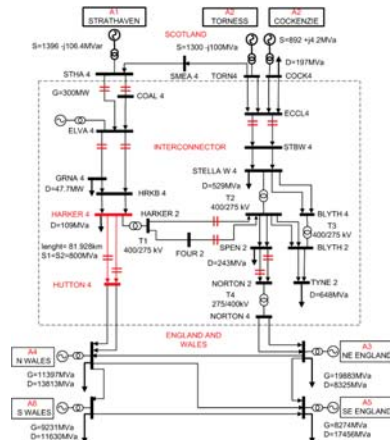 A1
STRATHAVEN
A2
TORNESS
A2
COCKENZIE
SCOTLAND
S=1396 -j106.4MVar
S=1300 -j100MVa
S=892 +j4.2MVa
D=197MVa
STHA 4
SMEA 4
TORN4
COCK4
G=300MW
COAL 4
ECCL4
ELVA 4
STBW 4
INTERCONNECTOR
STELLA W 4
D=529MVa
GRNA 4
D=47.7MW
HRKB 4
T2
400/275 kV
BLYTH 4
T3
400/275 kV
HARKER 4
D=109MVa
HARKER 2
T1
400/275 kV
FOUR 2
SPEN 2
D=243MVa
BLYTH 2
lenght= 81.926km
S1=S2=800MVa
HUTTON 4
NORTON 2
T4
275/400kV
TYNE 2
D=648MVa
NORTON 4
ENGLAND AND
WALES
A4
N WALES
G=11397MVa
D=13813MVa
A3
NE ENGLAND
G=19883MVa
D=8325MVa
A6
S WALES
G=9231MVa
D=11630MVa
A5
SE ENGLAND
G=8274MVa
D=17456MVa